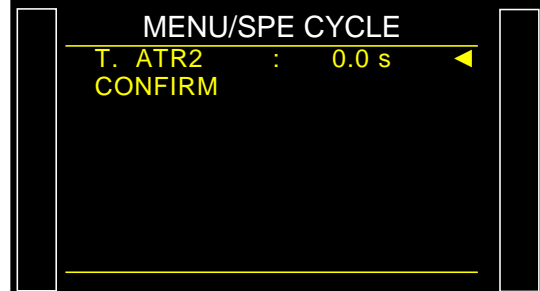 MENU/SPE CYCLE
T. ATR2 : 0.0 s ◄
CONFIRM